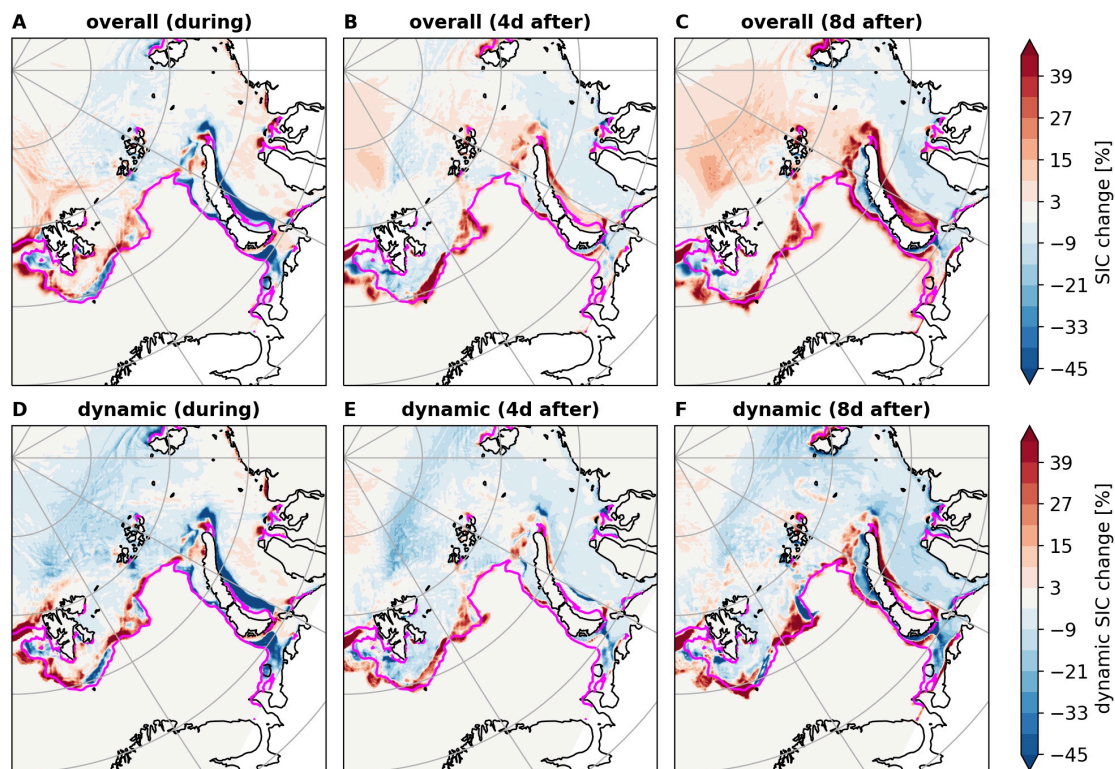 A overall (during)
B overall (4d after)
C overall (8d after)
39
27
15
3
−9
−21
−33
−45
SIC change [%]
D dynamic (during)
E dynamic (4d after)
F dynamic (8d after)
39
27
15
3
−9
−21
−33
−45
dynamic SIC change [%]